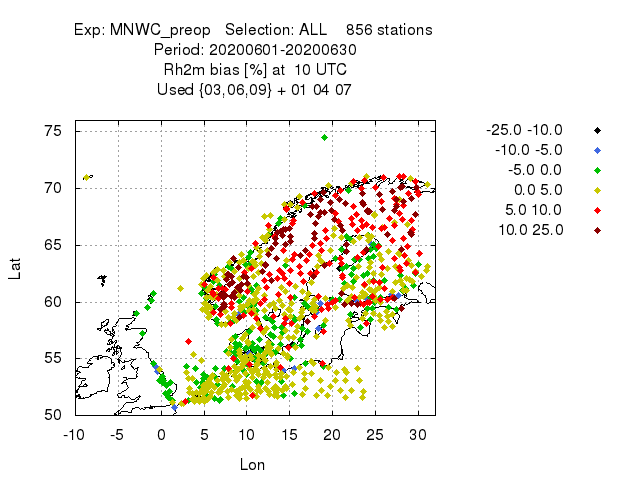 Exp: MNWC_preop Selection: ALL 856 stations
Period: 20200601-20200630
Rh2m bias [%] at 10 UTC
Used {03,06,09} + 01 04 07
75
70
65
60
55
50
Lat
-10 -5 0 5 10 15 20 25 30
Lon
-25.0 -10.0
-10.0 -5.0
-5.0 0.0
0.0 5.0
5.0 10.0
10.0 25.0